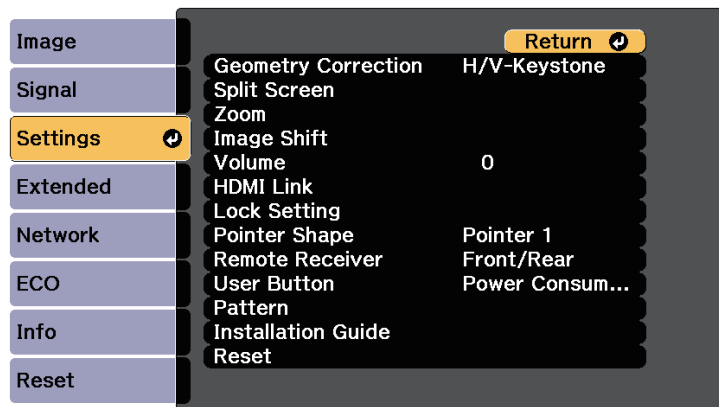 Image
Signal
Settings
Extended
Network
ECO
Info
Reset
Return
Geometry Correction H/V-Keystone
Split Screen
Zoom
Image Shift
Volume 0
HDMI Link
Lock Setting
Pointer Shape Pointer 1
Remote Receiver Front/Rear
User Button Power Consum...
Pattern
Installation Guide
Reset